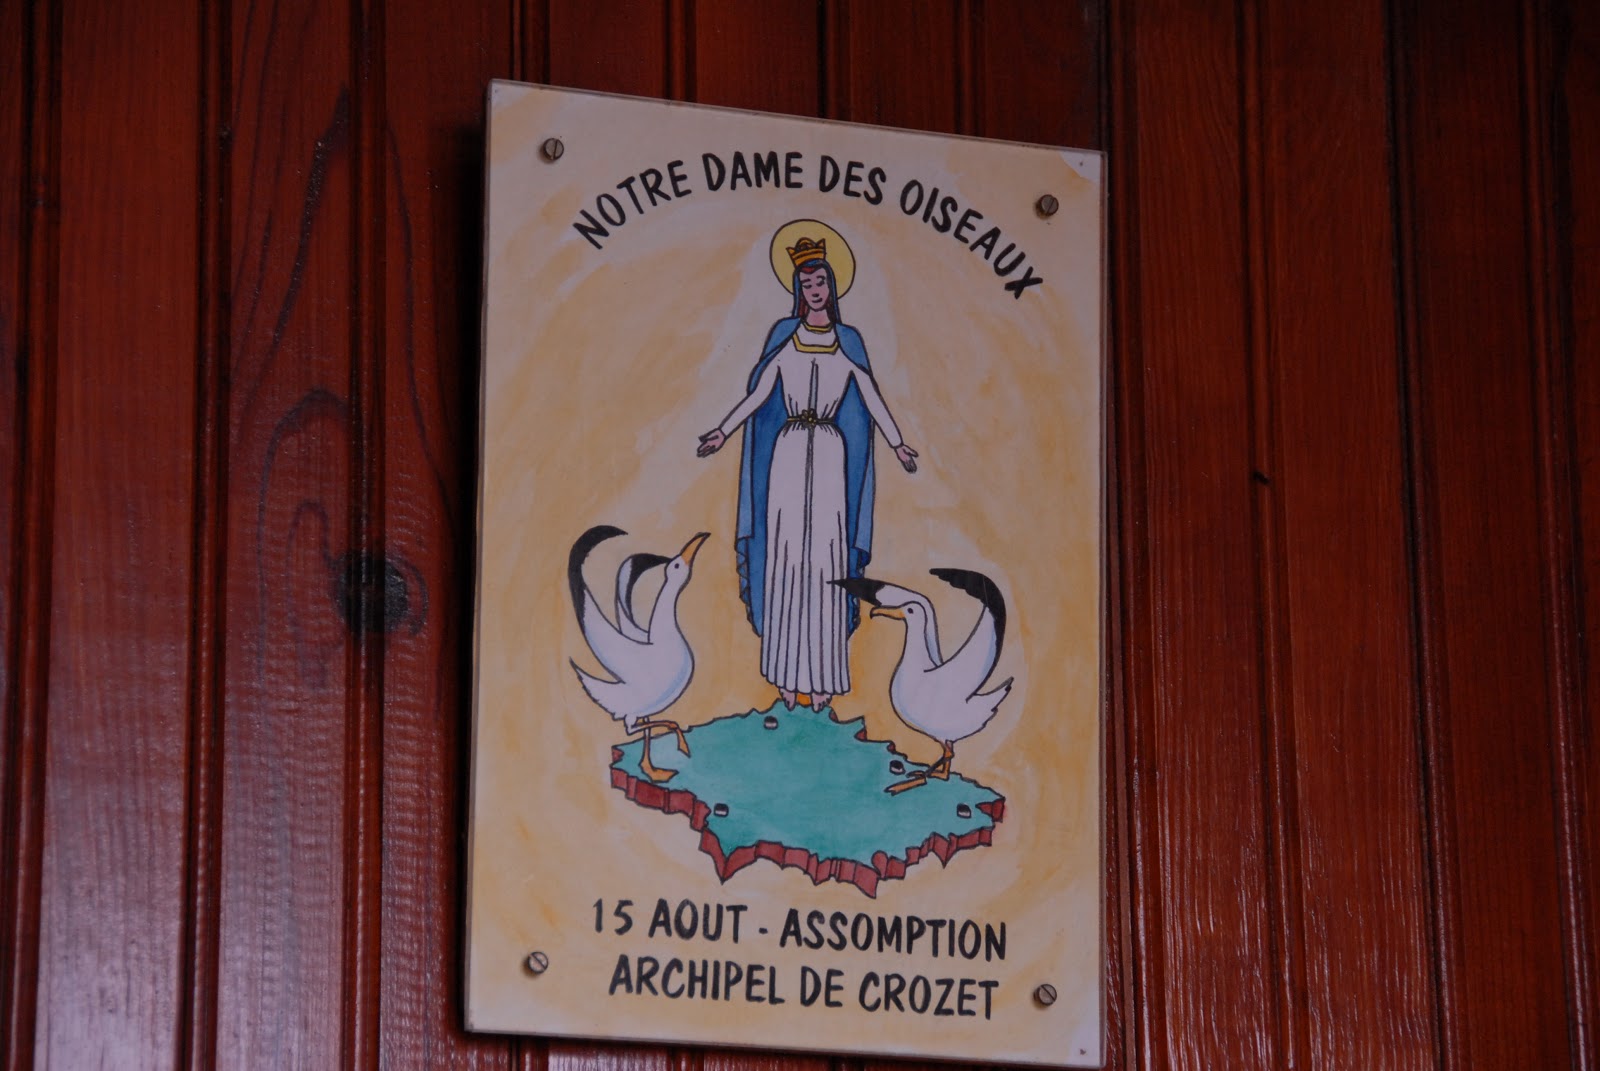 NOTRE DAME DES OISEAUX
15 AOUT - ASSOMPTION
ARCHIPEL DE CROZET